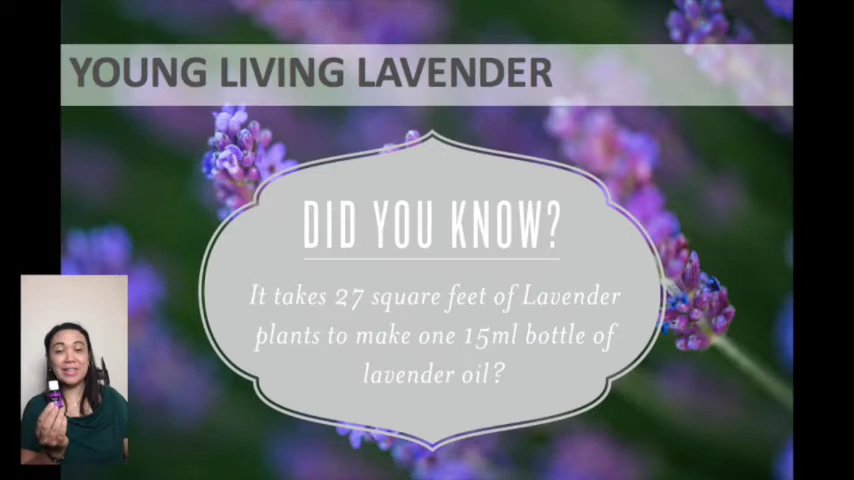 YOUNG LIVING LAVENDER
DID YOU KNOW?
It takes 27 square feet of Lavender
plants to make one 15ml bottle of
lavender oil?